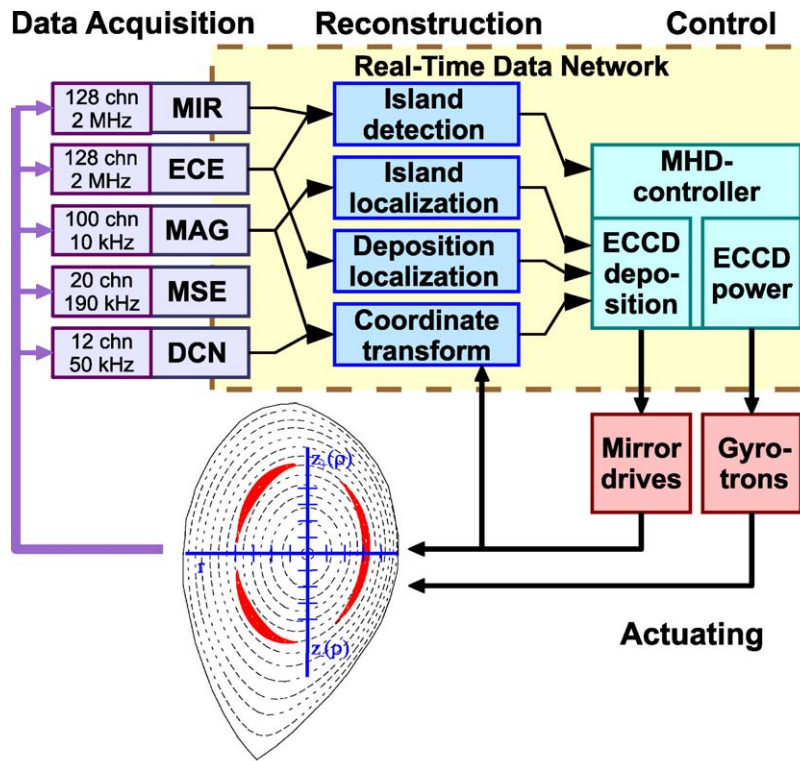 Data Acquisition
Reconstruction
Control
Real-Time Data Network
128 chn
2 MHz
MIR
128 chn
2 MHz
ECE
100 chn
10 kHz
MAG
20 chn
190 kHz
MSE
12 chn
50 kHz
DCN
Island
detection
Island
localization
Deposition
localization
Coordinate
transform
MHD-
controller
ECCD
depo-
sition
ECCD
power
Mirror
drives
Gyro-
trons
z (ρ)
r
z (ρ)
Actuating